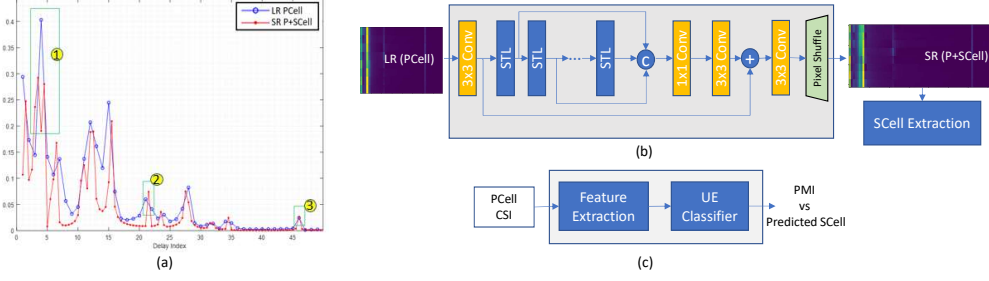 LR PCell
SR P+SCell
1
2
3
0.4
0.35
0.3
0.25
0.2
0.15
0.1
0.05
0
0
5
10
15
20
25
30
35
40
45
Delay Index
(a)
LR (PCell)
3x3 Conv
STL
STL
....
STL
C
1x1 Conv
3x3 Conv
+
3x3 Conv
Pixel Shuffle
SR (P+SCell)
SCell Extraction
(b)
PCell
CSI
Feature
Extraction
UE
Classifier
PMI
vs
Predicted SCell
(c)